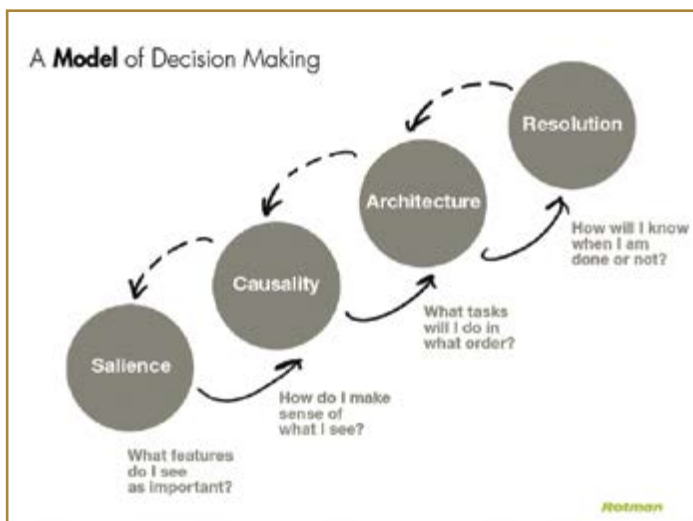 A Model of Decision Making
Resolution
Architecture
How will I know
when I am
done or not?
Causality
What tasks
will I do in
what order?
Salience
How do I make
sense of
what I see?
What features
do I see
as important?
Rotman